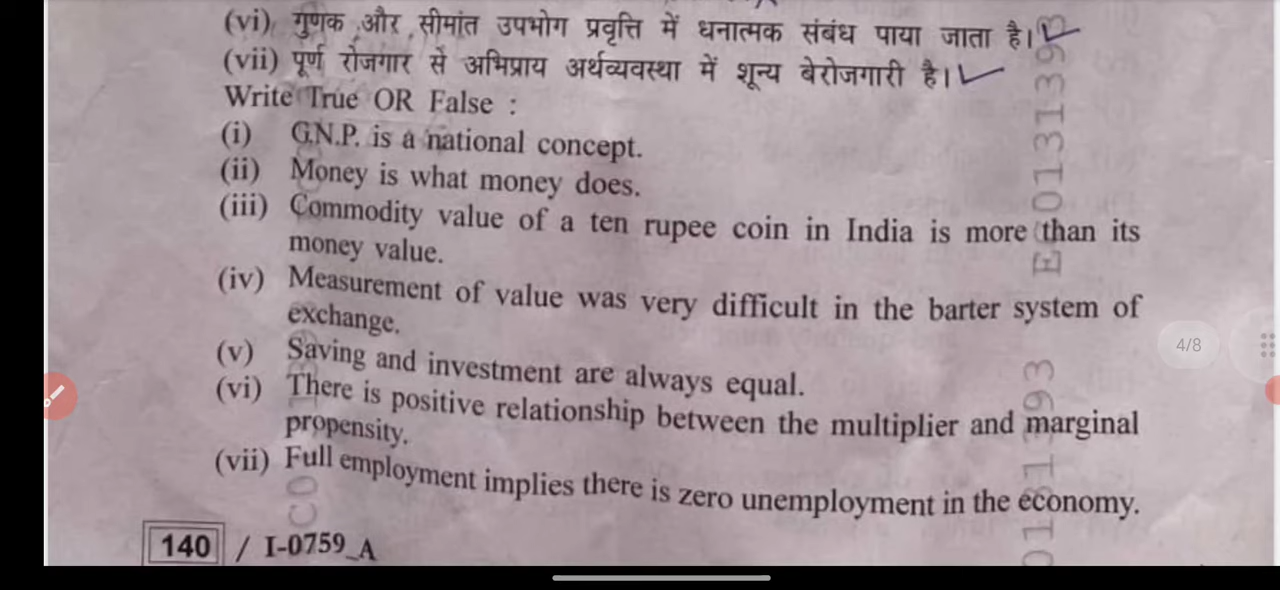 (vi) गुणक और सीमांत उपभोग प्रवृत्ति में धनात्मक संबंध पाया जाता है।
(vii) पूर्ण रोजगार से अभिप्राय अर्थव्यवस्था में शून्य बेरोजगारी है।
Write True OR False :
(i) G.N.P. is a national concept.
(ii) Money is what money does.
(iii) Commodity value of a ten rupee coin in India is more than its
money value.
(iv) Measurement of value was very difficult in the barter system of
exchange.
(v) Saving and investment are always equal.
(vi) There is positive relationship between the multiplier and marginal
propensity.
(vii) Full employment implies there is zero unemployment in the economy.
140 / I-0759_A
4/8